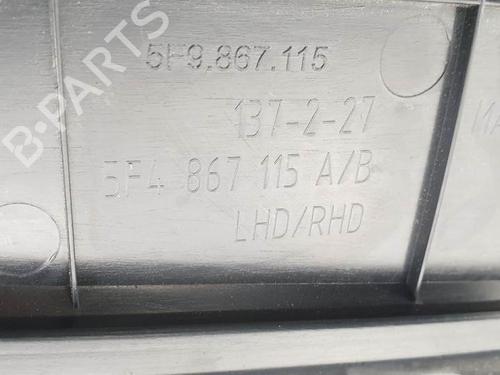 5F9.867.115
137-2-27
5F4 867 115 A/B
LHD/RHD
B-PARTS